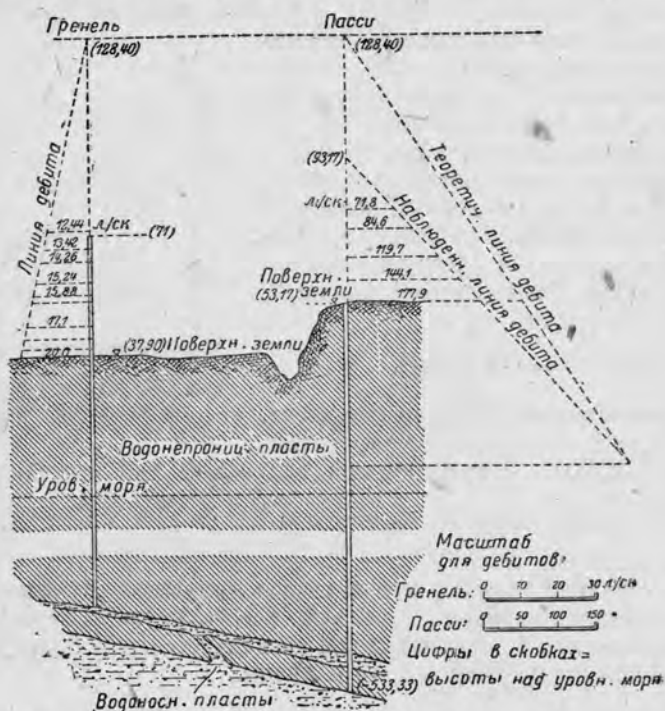 Гренель
Пасси
(128,40)
(128,40)
Линия дебита
Теоретич. линия дебита
Наблюденн. линия дебита
(93,17)
л/ск 71,8
84,6
119,7
144,1
177,9
12,44 л/ск
(71)
13,42
14,26
15,24
15,88
17,1
20,0
Поверхн.
земли
(53,17)
(37,90) Поверхн. земли
Водонепрониц. пласты
Уров. моря
Масштаб
для дебитов:
Гренель: 0 10 20 30 л/ск
Пасси: 0 50 100 150 "
Цифры в скобках =
высоты над уровн. моря
(-533,33)
Водоносн. пласты